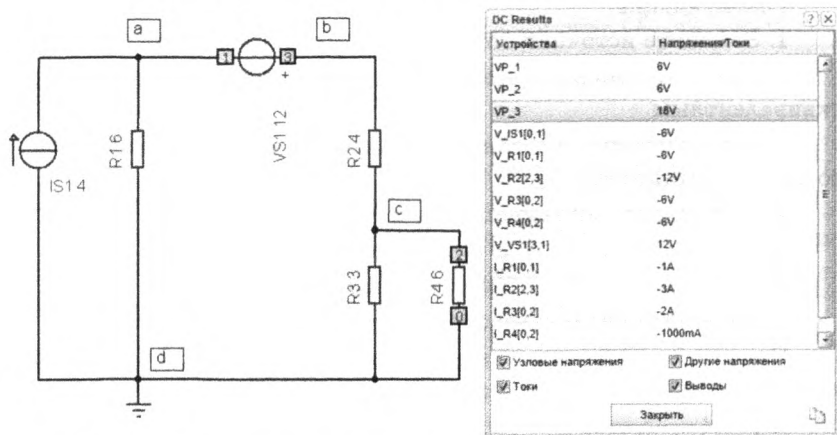 a
b
1
3
+
VS1 12
IS1 4
R1 6
R2 4
c
2
R3 3
R4 6
0
d
DC Results
Устройства Напряжения/Токи
VP_1 6V
VP_2 6V
VP_3 18V
V_IS1[0,1] -6V
V_R1[0,1] -6V
V_R2[2,3] -12V
V_R3[0,2] -6V
V_R4[0,2] -6V
V_VS1[3,1] 12V
I_R1[0,1] -1A
I_R2[2,3] -3A
I_R3[0,2] -2A
I_R4[0,2] -1000mA
Узловые напряжения Другие напряжения
Токи Выводы
Закрыть